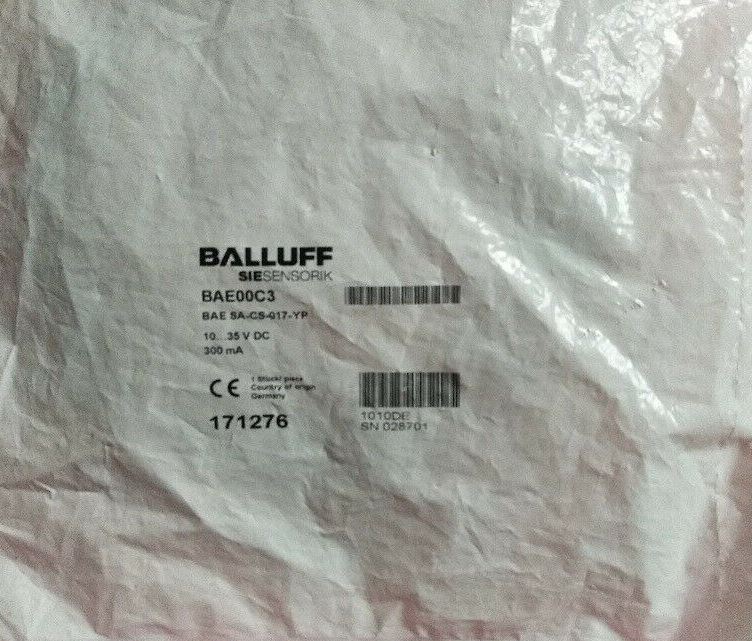 BALLUFF
SIESENSORIK
BAE00C3
BAE SA-CS-017-YP
10...35 V DC
300 mA
CE
1 Stück/ piece
Country of origin
Germany
171276
1010DE
SN 028701